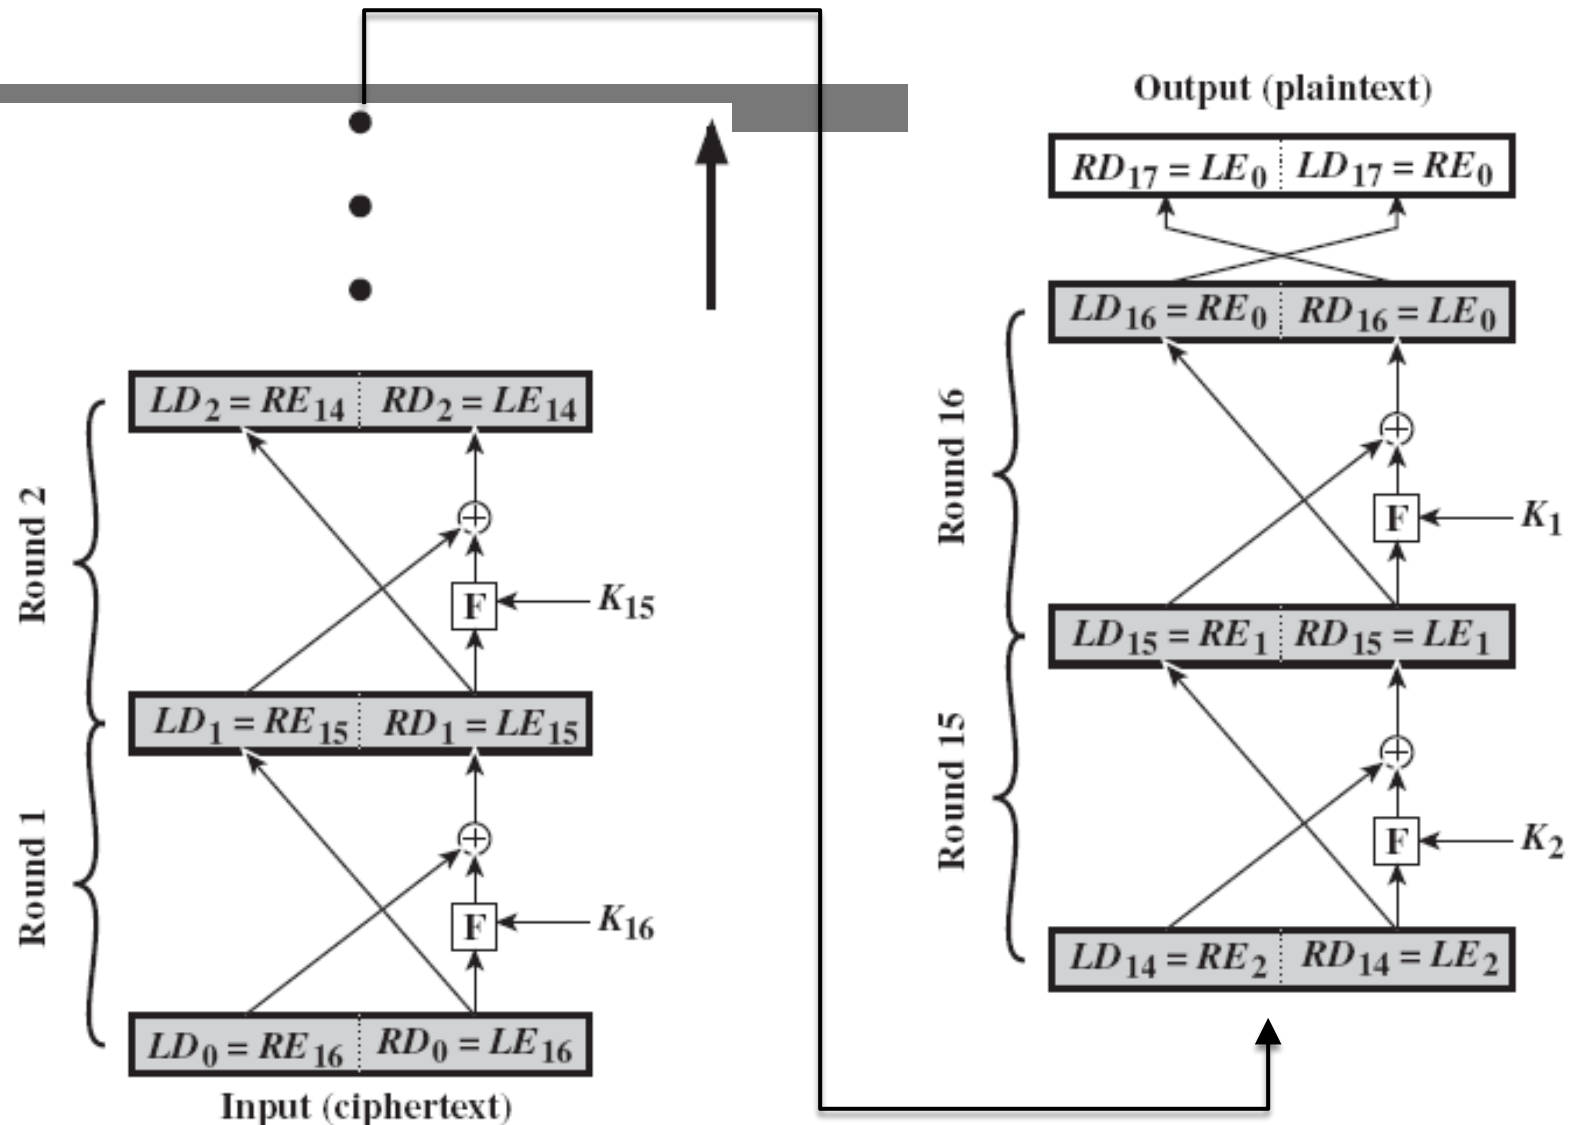 Output (plaintext)
RD17 = LE0 LD17 = RE0
LD16 = RE0 RD16 = LE0
Round 16
F
K1
LD15 = RE1 RD15 = LE1
Round 15
F
K2
LD14 = RE2 RD14 = LE2
LD2 = RE14 RD2 = LE14
Round 2
F
K15
LD1 = RE15 RD1 = LE15
Round 1
F
K16
LD0 = RE16 RD0 = LE16
Input (ciphertext)